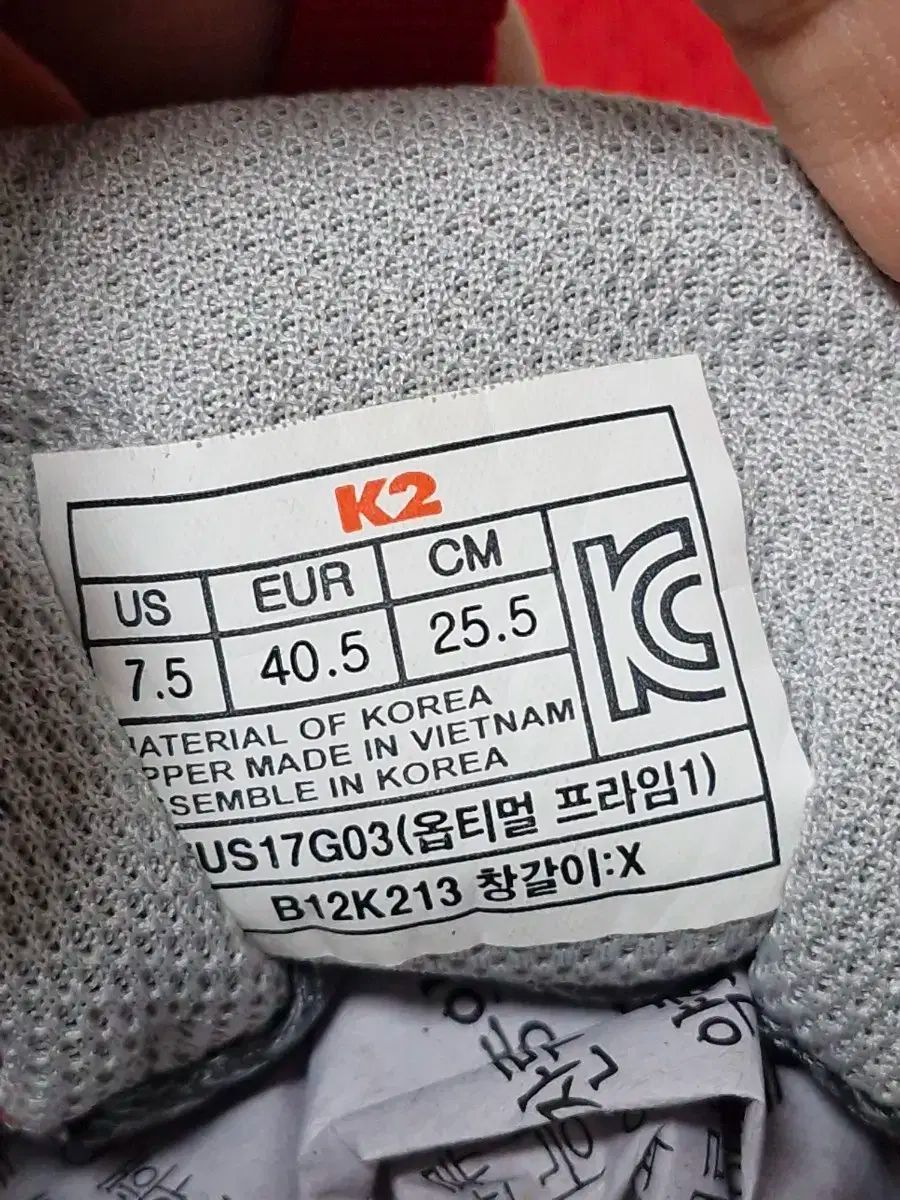 K2
US EUR CM
7.5 40.5 25.5
KC
MATERIAL OF KOREA
UPPER MADE IN VIETNAM
ASSEMBLE IN KOREA
US17G03(옵티멀 프라임1)
B12K213 창갈이:X